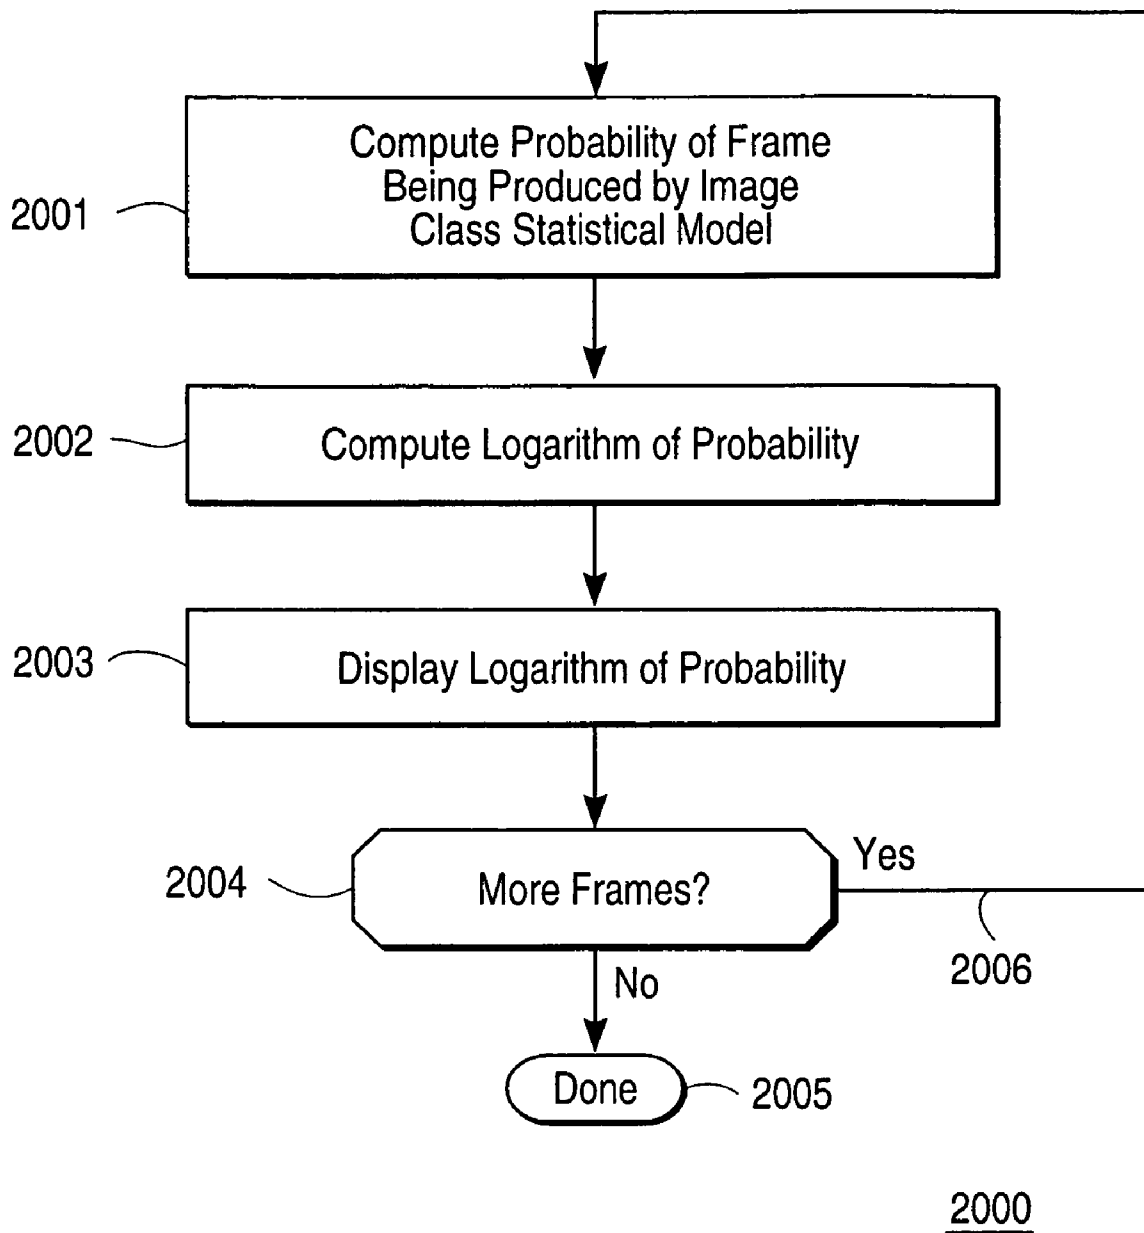 Compute Probability of Frame
Being Produced by Image
Class Statistical Model
2001
Compute Logarithm of Probability
2002
Display Logarithm of Probability
2003
More Frames?
2004
Yes
2006
No
Done
2005
2000